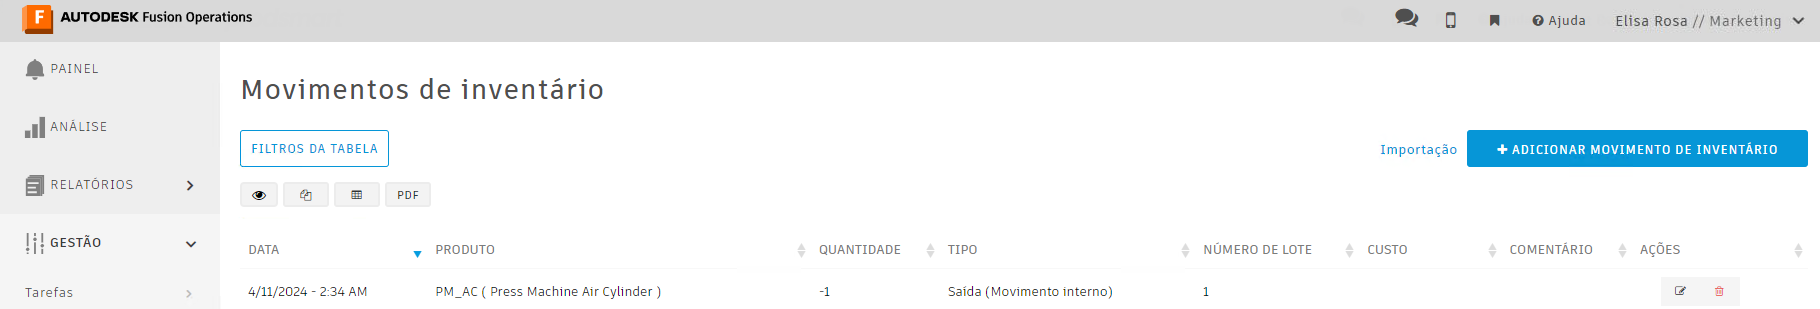 AUTODESK Fusion Operations
Ajuda
Elisa Rosa // Marketing
PAINEL
ANÁLISE
RELATÓRIOS
GESTÃO
Tarefas
Movimentos de inventário
FILTROS DA TABELA
Importação
+ ADICIONAR MOVIMENTO DE INVENTÁRIO
PDF
DATA PRODUTO QUANTIDADE TIPO NÚMERO DE LOTE CUSTO COMENTÁRIO AÇÕES
4/11/2024 - 2:34 AM PM_AC ( Press Machine Air Cylinder ) -1 Saída (Movimento interno) 1